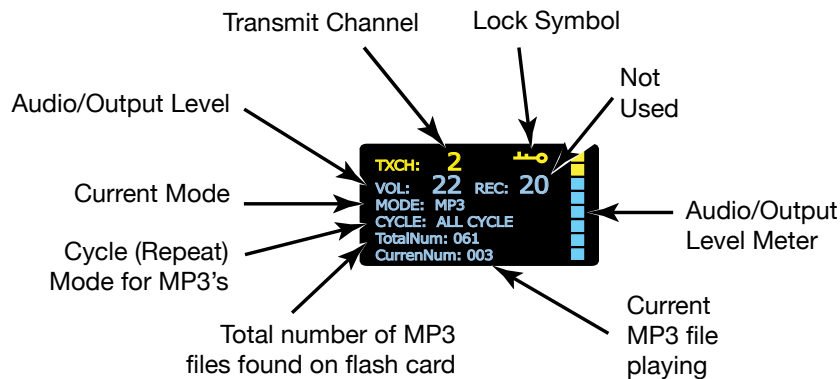 Transmit Channel
Lock Symbol
Not
Used
Audio/Output Level
Current Mode
Cycle (Repeat)
Mode for MP3’s
TXCH: 2
VOL: 22 REC: 20
MODE: MP3
CYCLE: ALL CYCLE
TotalNum: 061
CurrenNum: 003
Audio/Output
Level Meter
Total number of MP3
files found on flash card
Current
MP3 file
playing